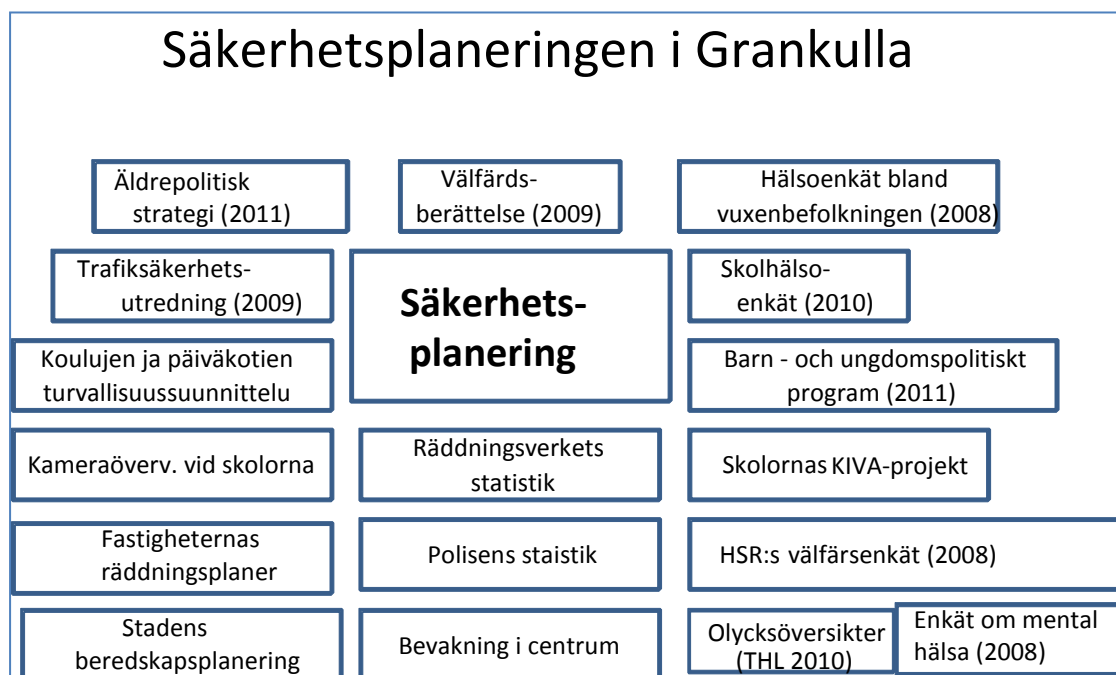 Säkerhetsplaneringen i Grankulla
Äldrepolitisk
strategi (2011)
Välfärds-
berättelse (2009)
Hälsoenkät bland
vuxenbefolkningen (2008)
Trafiksäkerhets-
utredning (2009)
Säkerhets-
planering
Skolhälso-
enkät (2010)
Koulujen ja päiväkotien
turvallisuussuunnittelu
Barn - och ungdomspolitiskt
program (2011)
Kameraöverv. vid skolorna
Räddningsverkets
statistik
Skolornas KIVA-projekt
Fastigheternas
räddningsplaner
Polisens staistik
HSR:s välfärsenkät (2008)
Stadens
beredskapsplanering
Bevakning i centrum
Olycksöversikter
(THL 2010)
Enkät om mental
hälsa (2008)